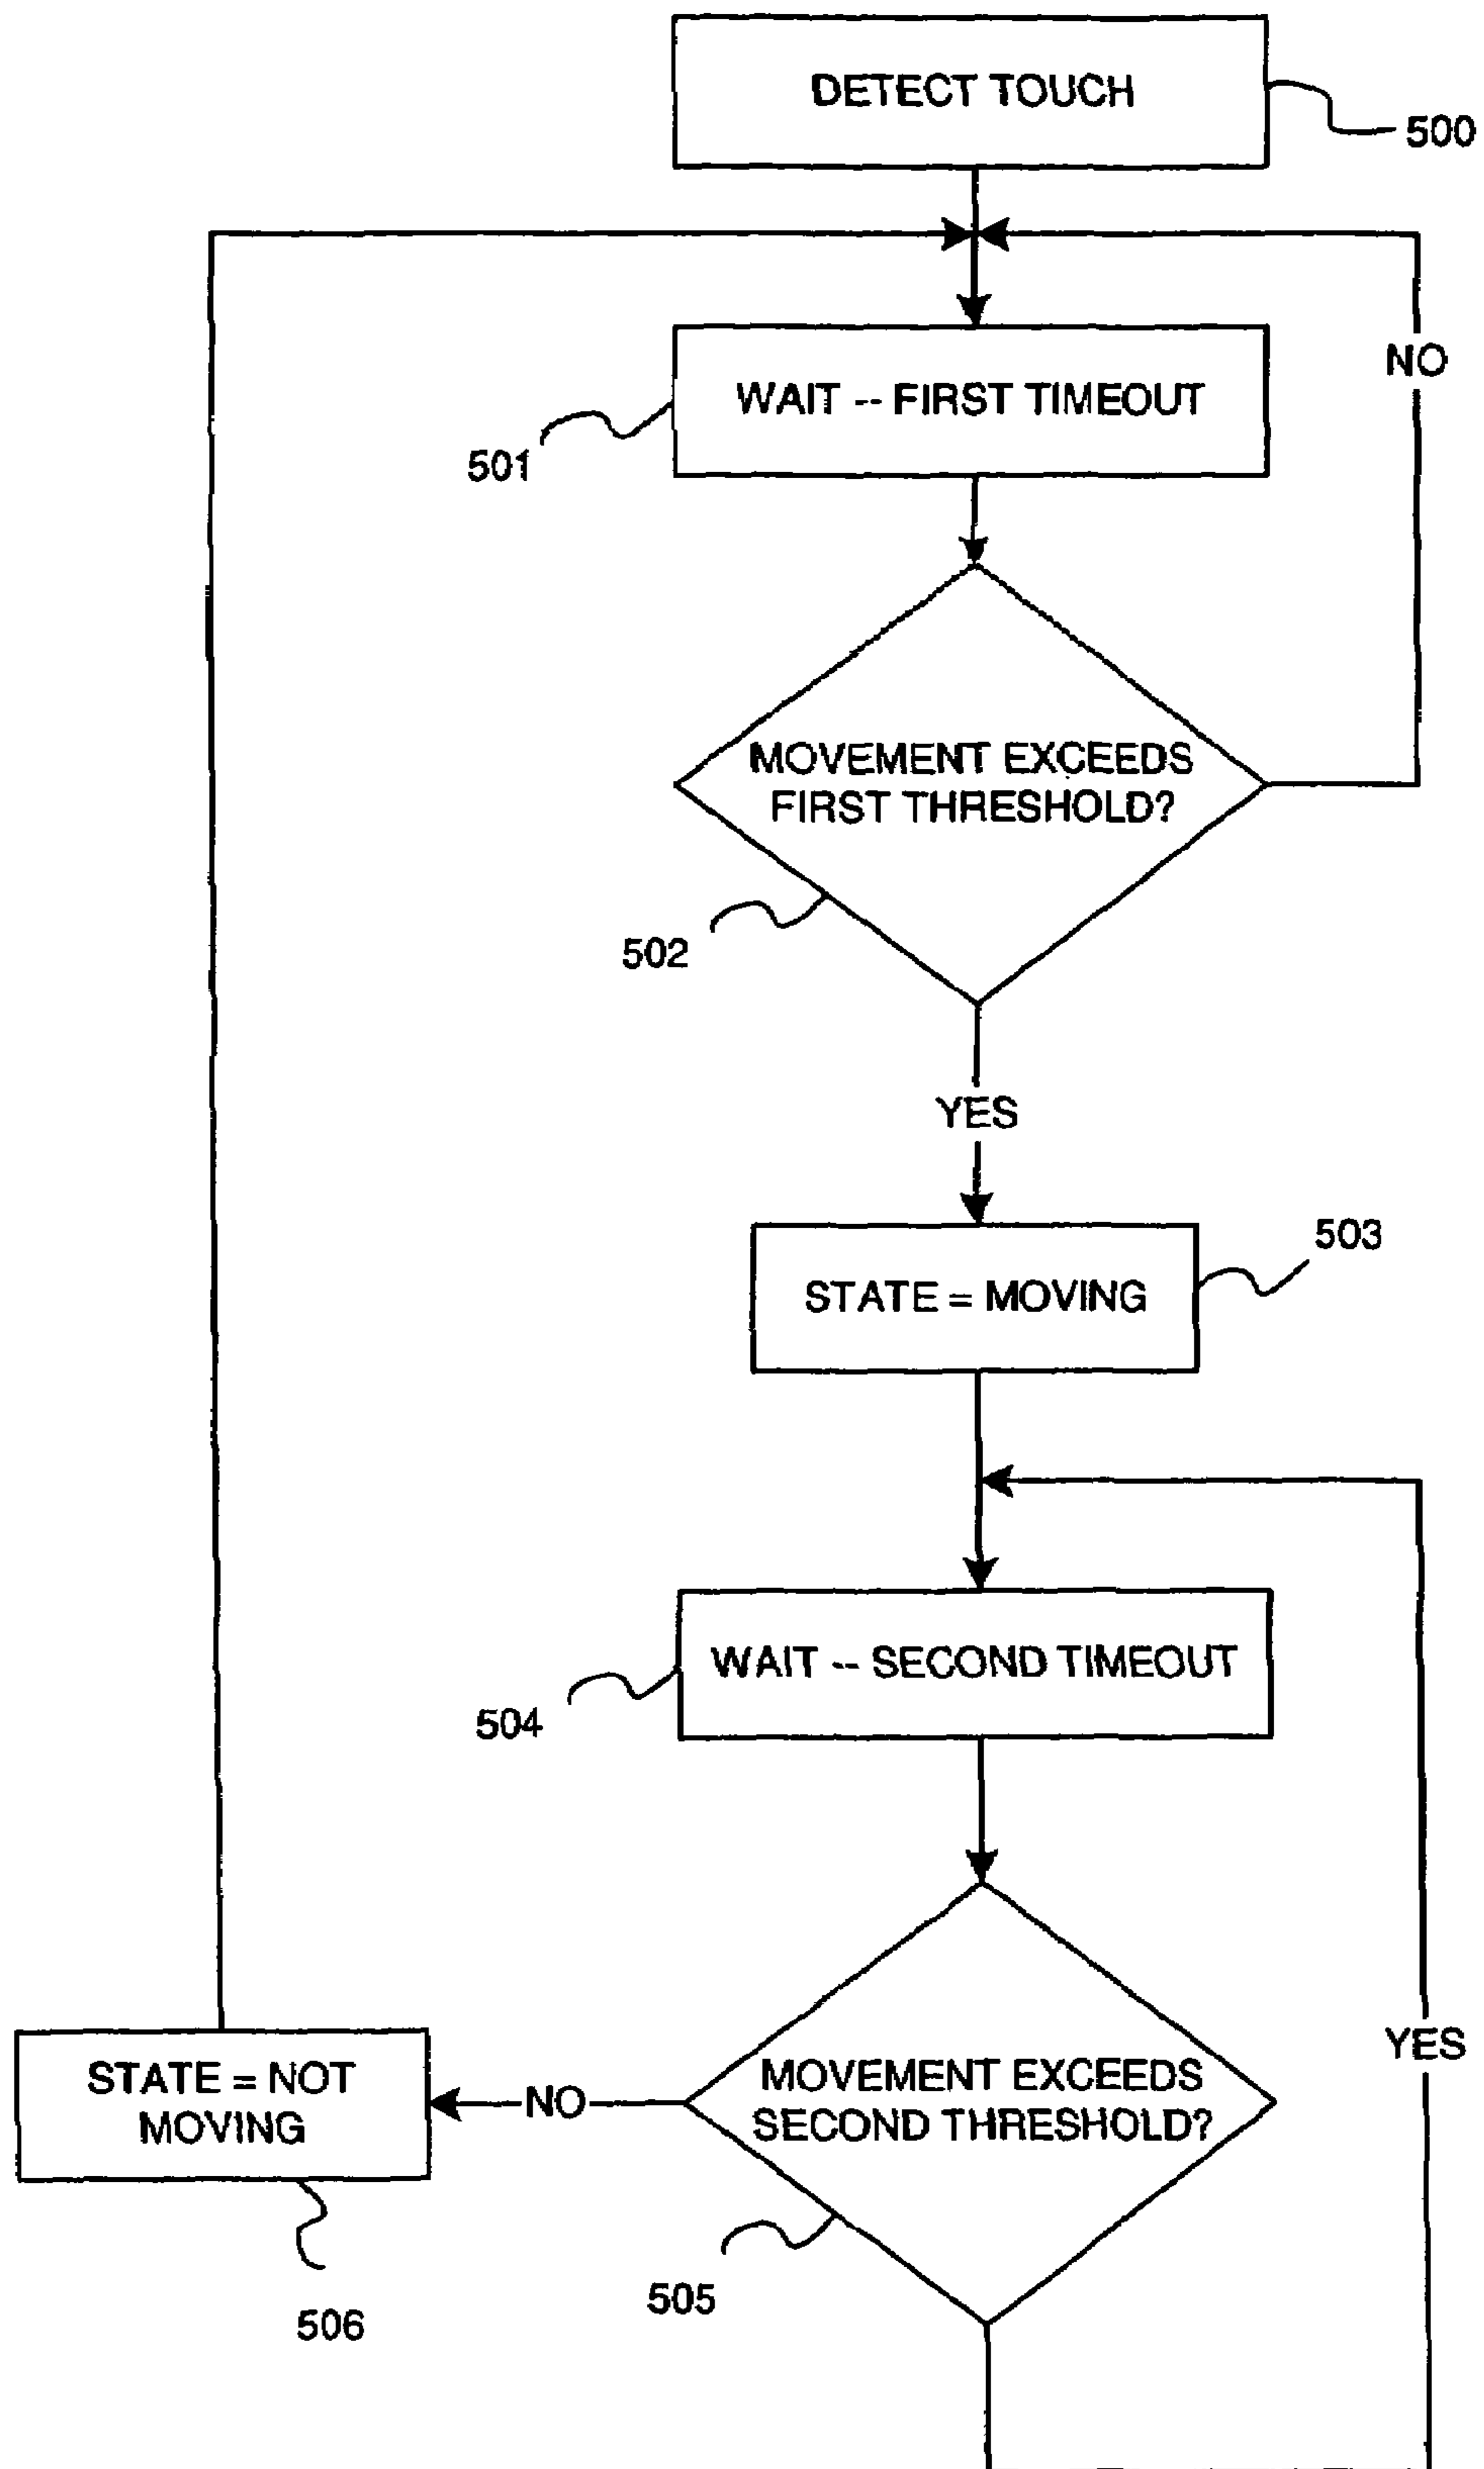 DETECT TOUCH
500
WAIT -- FIRST TIMEOUT
NO
501
MOVEMENT EXCEEDS
FIRST THRESHOLD?
502
YES
STATE = MOVING
503
WAIT -- SECOND TIMEOUT
504
MOVEMENT EXCEEDS
SECOND THRESHOLD?
YES
NO
STATE = NOT
MOVING
505
506